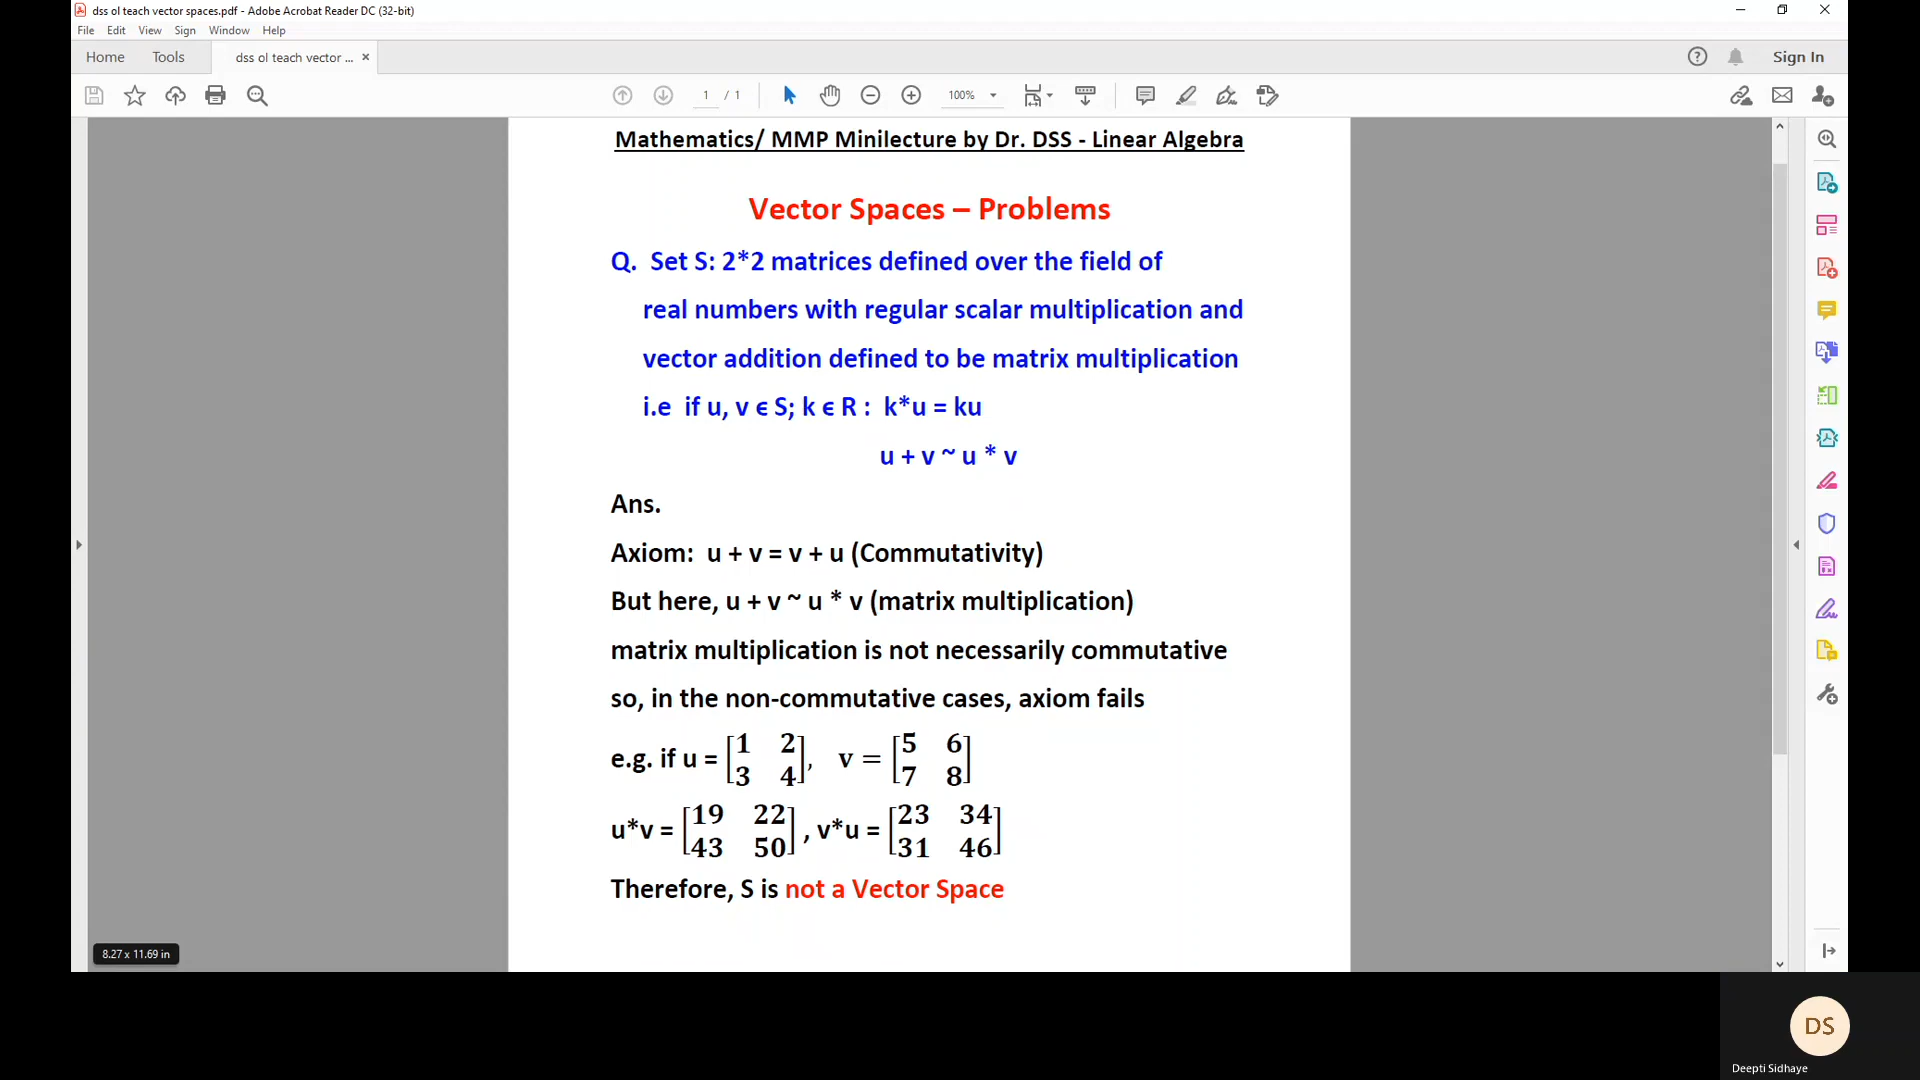 dss ol teach vector spaces.pdf - Adobe Acrobat Reader DC (32-bit)
File Edit View Sign Window Help
Home Tools dss ol teach vector ... × Sign In
1 / 1 100%
Mathematics/ MMP Minilecture by Dr. DSS - Linear Algebra
Vector Spaces – Problems
Q. Set S: 2*2 matrices defined over the field of
real numbers with regular scalar multiplication and
vector addition defined to be matrix multiplication
i.e if u, v ϵ S; k ϵ R : k*u = ku
u + v ~ u * v
Ans.
Axiom: u + v = v + u (Commutativity)
But here, u + v ~ u * v (matrix multiplication)
matrix multiplication is not necessarily commutative
so, in the non-commutative cases, axiom fails
e.g. if u = [1 2; 3 4], v = [5 6; 7 8]
u*v = [19 22; 43 50] , v*u = [23 34; 31 46]
Therefore, S is not a Vector Space
8.27 x 11.69 in
DS
Deepti Sidhaye